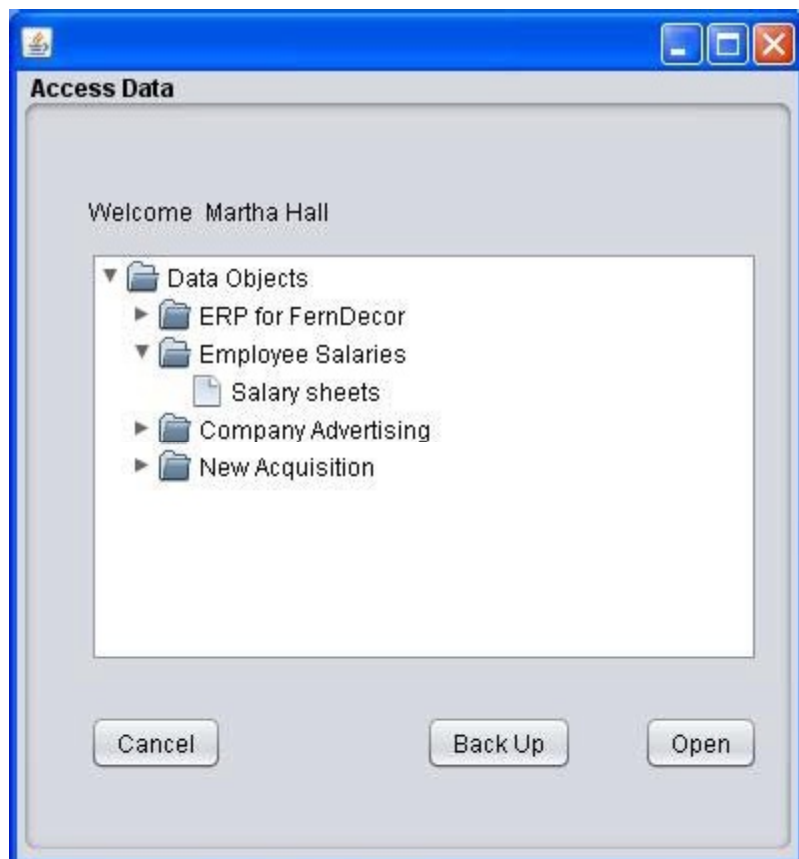 Access Data
Welcome Martha Hall
Data Objects
ERP for FernDecor
Employee Salaries
Salary sheets
Company Advertising
New Acquisition
Cancel Back Up Open